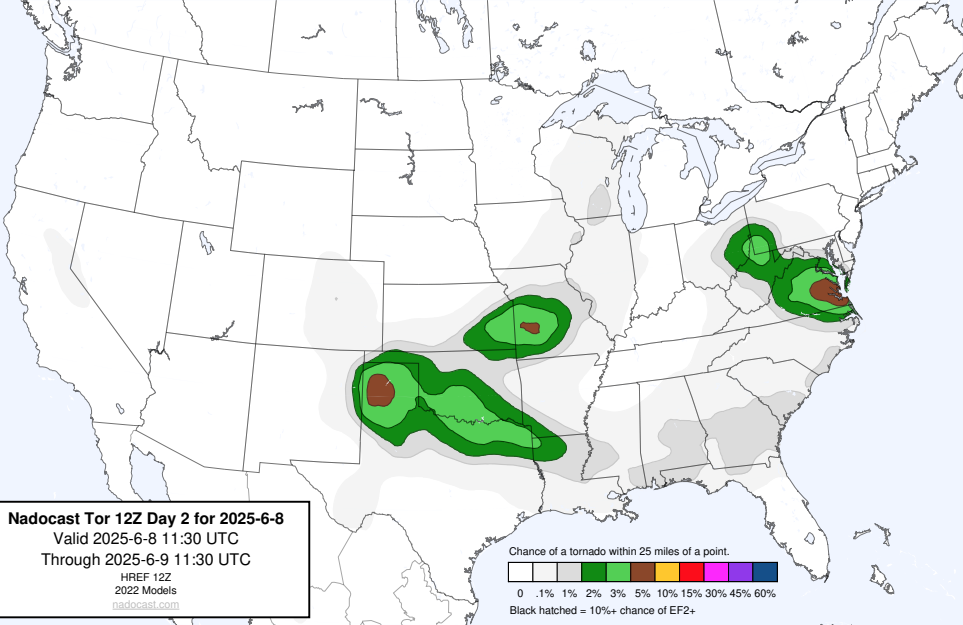 Nadocast Tor 12Z Day 2 for 2025-6-8
Valid 2025-6-8 11:30 UTC
Through 2025-6-9 11:30 UTC
HREF 12Z
2022 Models
nadocast.com
Chance of a tornado within 25 miles of a point.
0 .1% 1% 2% 3% 5% 10% 15% 30% 45% 60%
Black hatched = 10%+ chance of EF2+